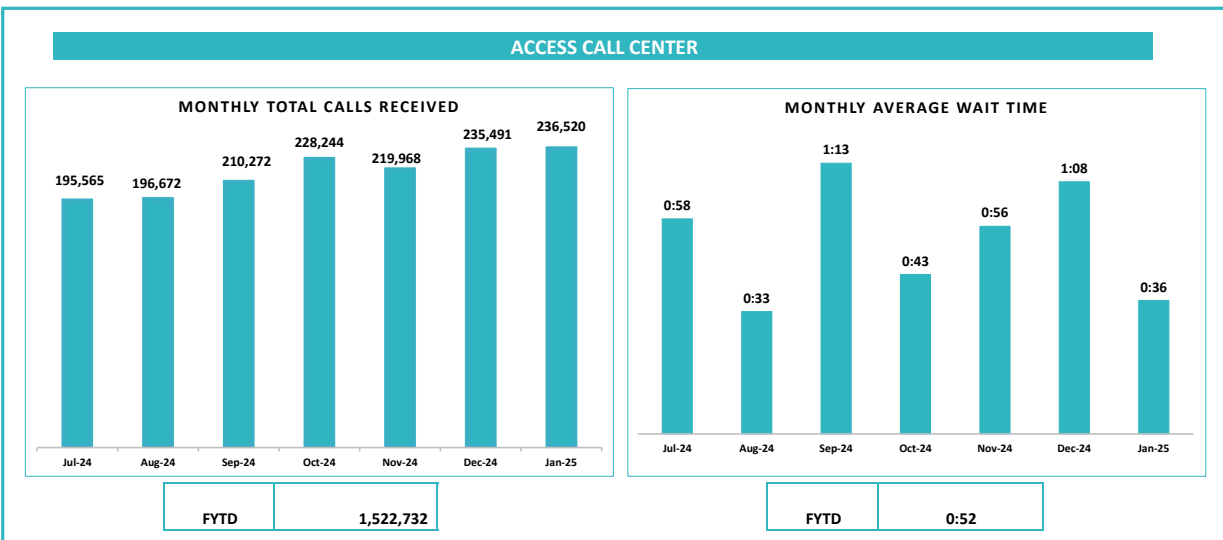 ACCESS CALL CENTER
MONTHLY TOTAL CALLS RECEIVED
195,565
196,672
210,272
228,244
219,968
235,491
236,520
Jul-24
Aug-24
Sep-24
Oct-24
Nov-24
Dec-24
Jan-25
FYTD 1,522,732
MONTHLY AVERAGE WAIT TIME
0:58
0:33
1:13
0:43
0:56
1:08
0:36
Jul-24
Aug-24
Sep-24
Oct-24
Nov-24
Dec-24
Jan-25
FYTD 0:52